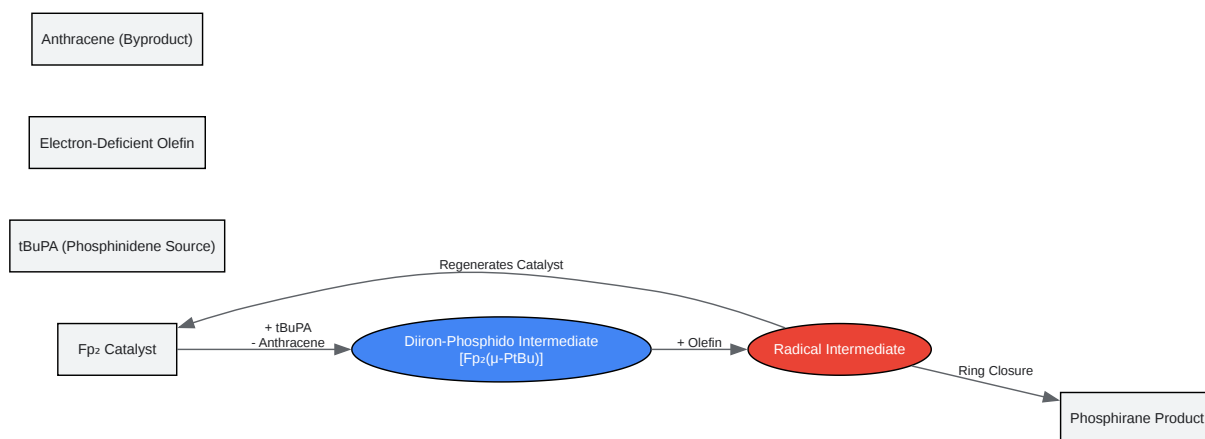 Anthracene (Byproduct)
Electron-Deficient Olefin
tBuPA (Phosphinidene Source)
Regenerates Catalyst
Fp₂ Catalyst
+ tBuPA
- Anthracene
Diiron-Phosphido Intermediate
[Fp₂(μ-PtBu)]
+ Olefin
Radical Intermediate
Ring Closure
Phosphirane Product